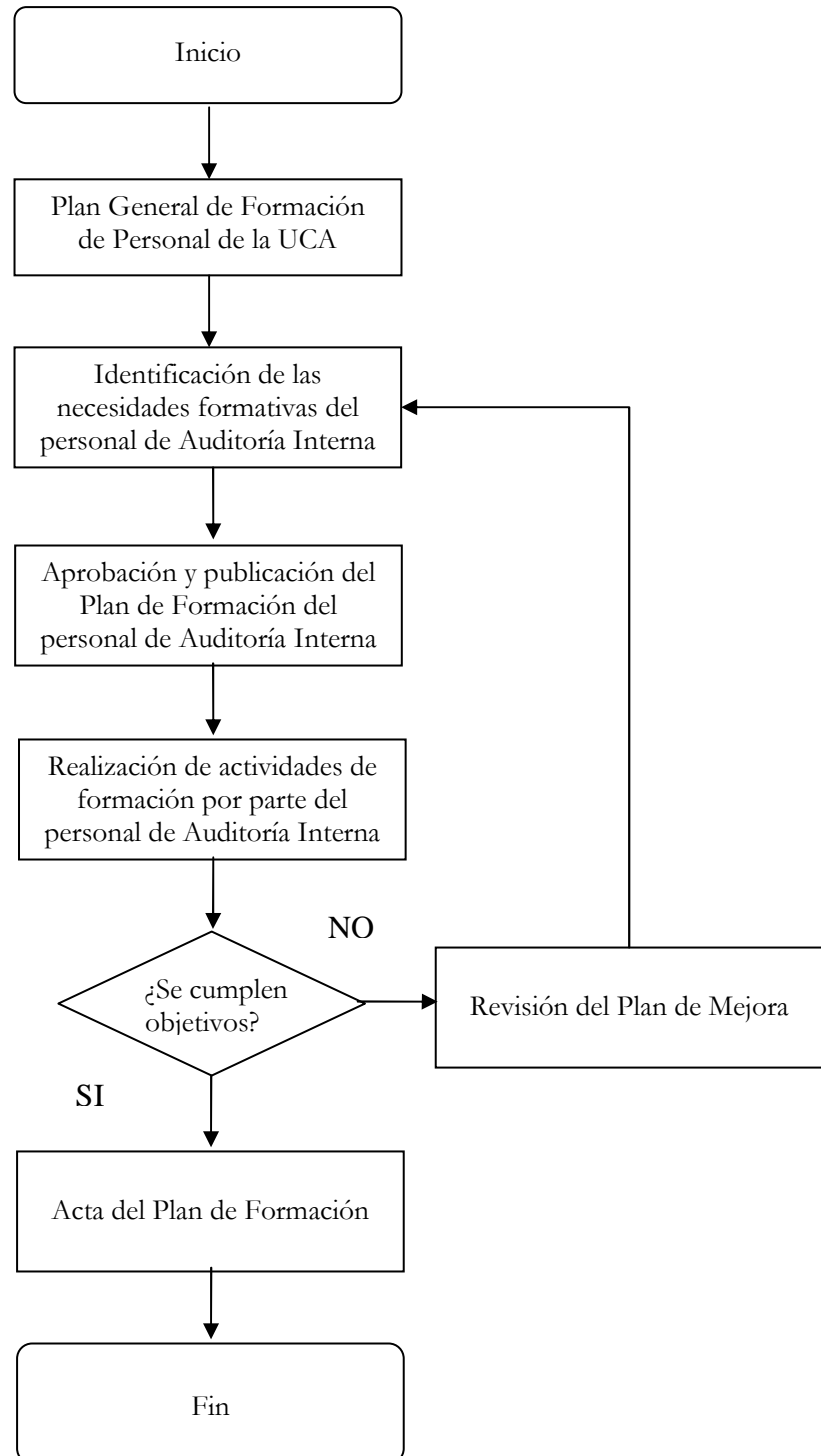 Inicio
Plan General de Formación
de Personal de la UCA
Identificación de las
necesidades formativas del
personal de Auditoría Interna
Aprobación y publicación del
Plan de Formación del
personal de Auditoría Interna
Realización de actividades de
formación por parte del
personal de Auditoría Interna
NO
¿Se cumplen
objetivos?
Revisión del Plan de Mejora
SI
Acta del Plan de Formación
Fin